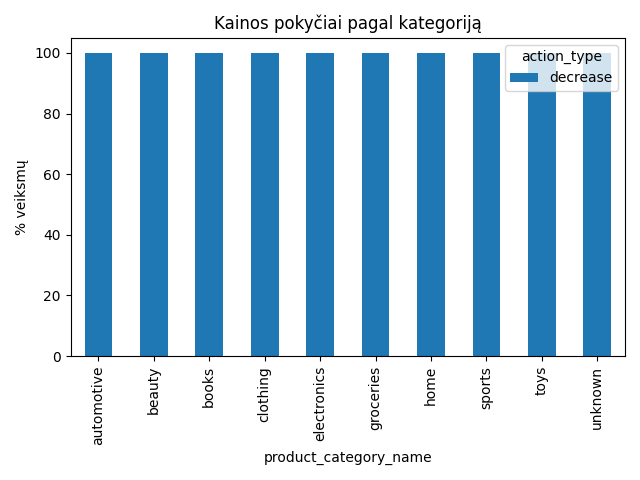 Kainos pokyčiai pagal kategoriją
action_type
decrease
% veiksmų
100
80
60
40
20
0
automotive
beauty
books
clothing
electronics
groceries
home
sports
toys
unknown
product_category_name